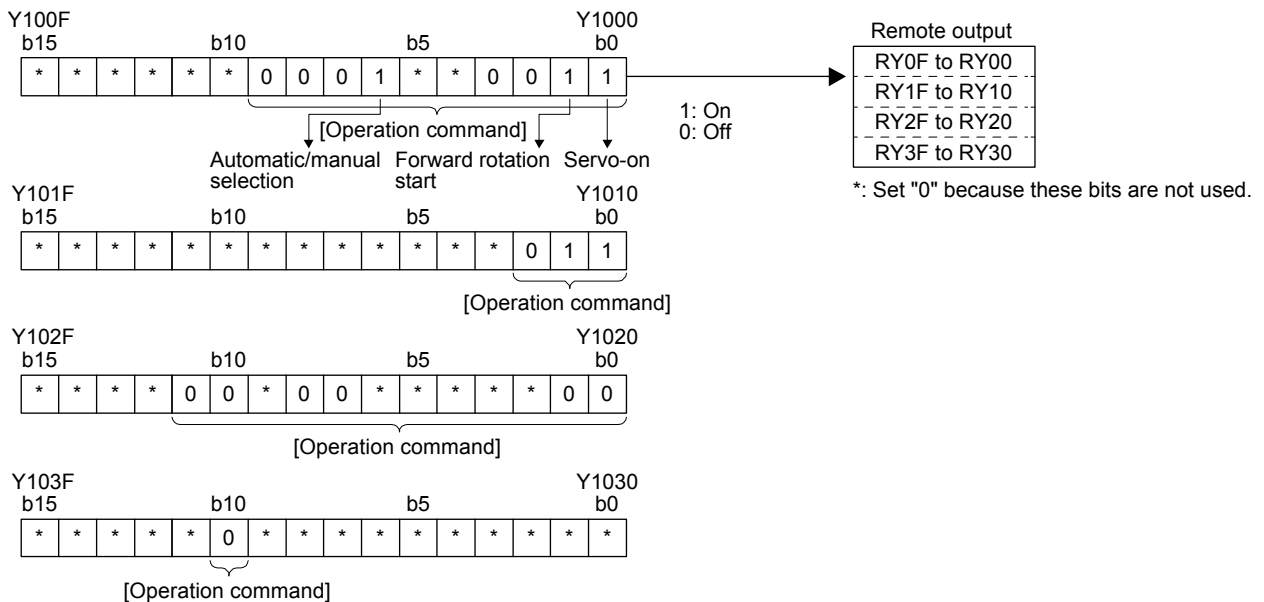 Y100F Y1000
b15 b10 b5 b0
* * * * * * 0 0 0 1 * * 0 0 1 1
[Operation command]
Automatic/manual selection
Forward rotation start
Servo-on
1: On
0: Off
Remote output
RY0F to RY00
RY1F to RY10
RY2F to RY20
RY3F to RY30
*: Set "0" because these bits are not used.
Y101F Y1010
b15 b10 b5 b0
* * * * * * * * * * * * * 0 1 1
[Operation command]
Y102F Y1020
b15 b10 b5 b0
* * * * 0 0 * 0 0 * * * * * 0 0
[Operation command]
Y103F Y1030
b15 b10 b5 b0
* * * * * 0 * * * * * * * * * *
[Operation command]